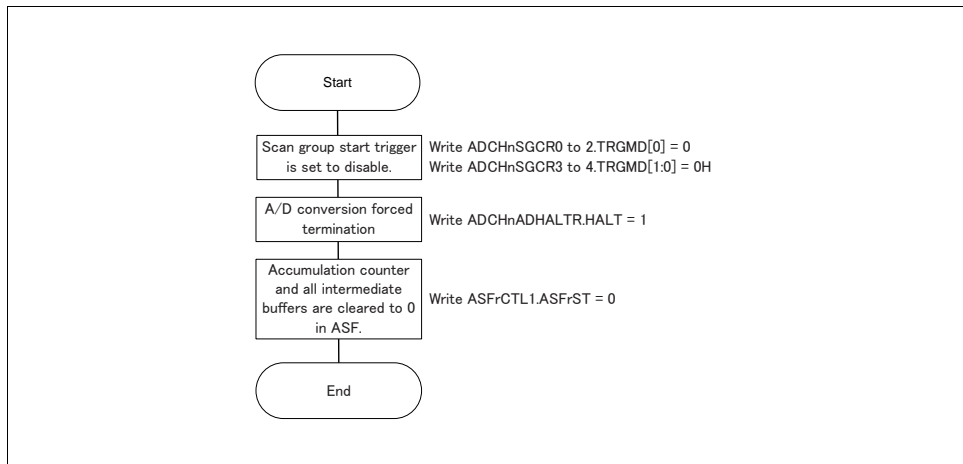 Start
Scan group start trigger
is set to disable.
Write ADCHnSGCR0 to 2.TRGMD[0] = 0
Write ADCHnSGCR3 to 4.TRGMD[1:0] = 0H
A/D conversion forced
termination
Write ADCHnADHALTR.HALT = 1
Accumulation counter
and all intermediate
buffers are cleared to 0
in ASF.
Write ASFrCTL1.ASFrST = 0
End